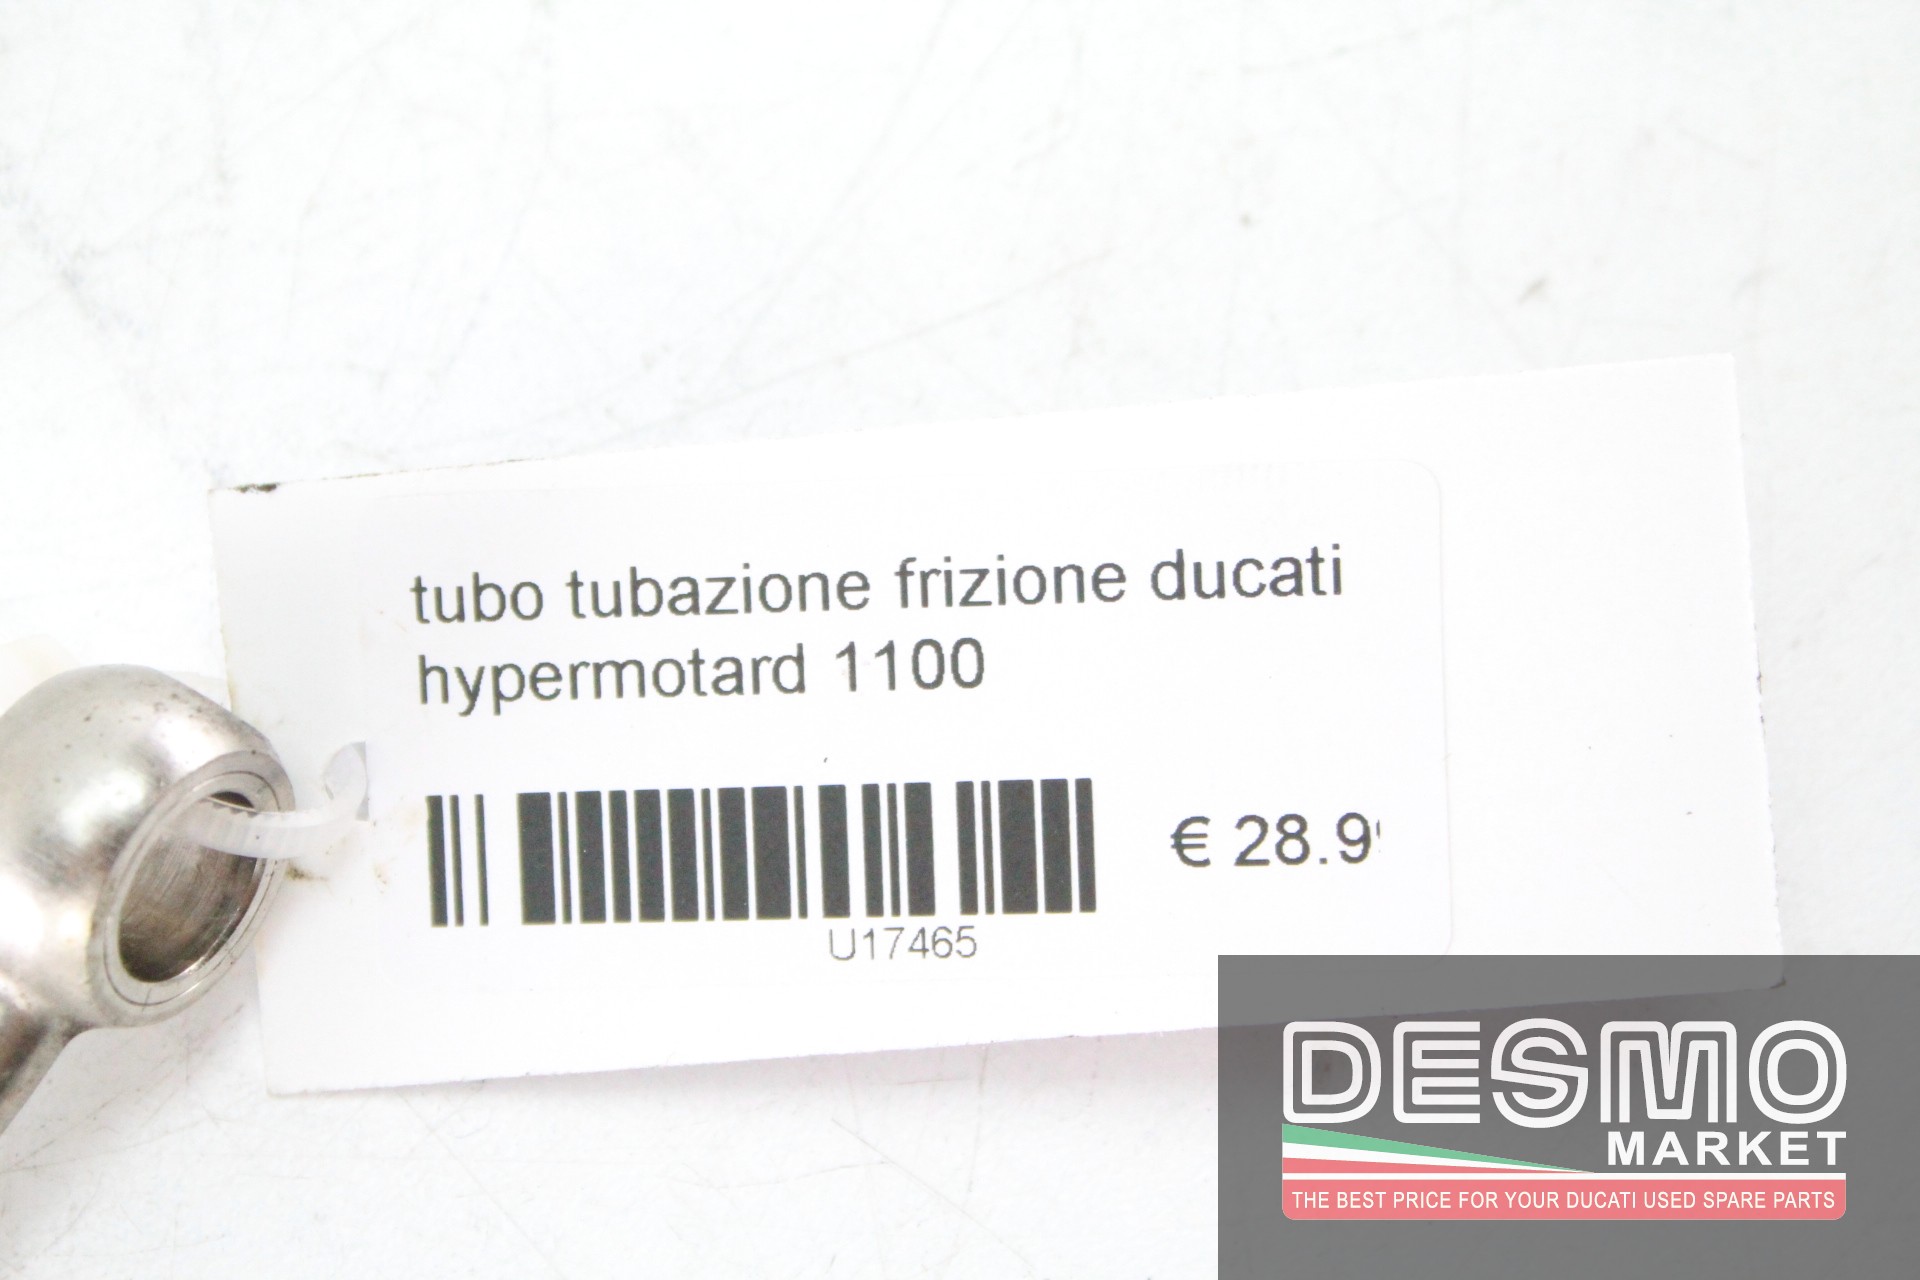 tubo tubazione frizione ducati
hypermotard 1100
€ 28.9
U17465
DESMO
MARKET
THE BEST PRICE FOR YOUR DUCATI USED SPARE PARTS